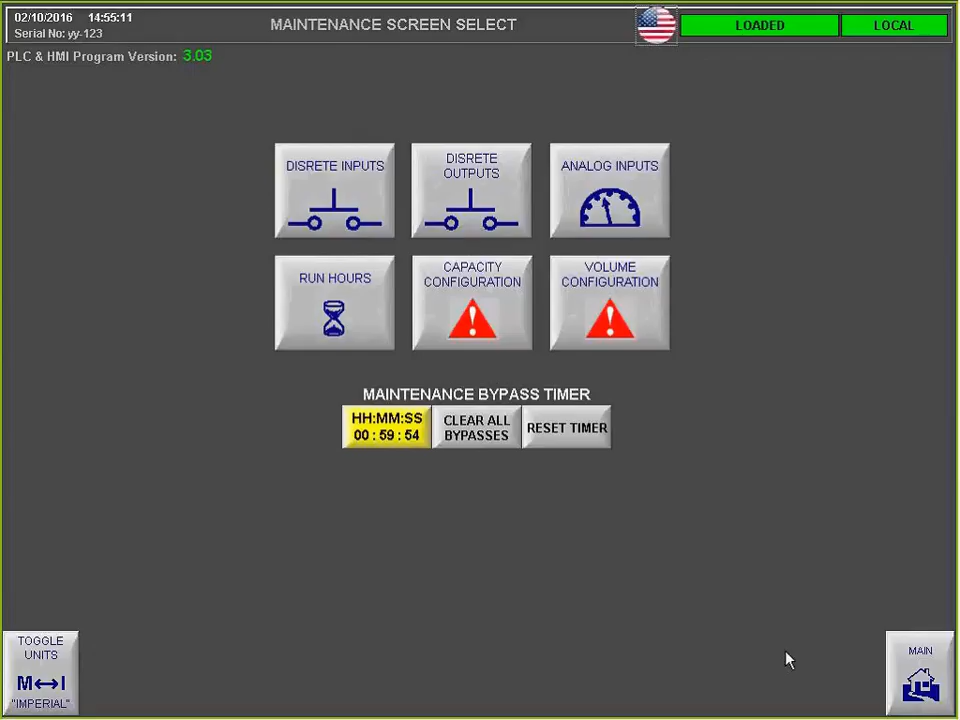 02/10/2016 14:55:11
Serial No: yy-123
MAINTENANCE SCREEN SELECT
LOADED
LOCAL
PLC & HMI Program Version: 3.03
DISRETE INPUTS
DISRETE
OUTPUTS
ANALOG INPUTS
RUN HOURS
CAPACITY
CONFIGURATION
VOLUME
CONFIGURATION
MAINTENANCE BYPASS TIMER
HH:MM:SS
00 : 59 : 54
CLEAR ALL
BYPASSES
RESET TIMER
TOGGLE
UNITS
M↔I
"IMPERIAL"
MAIN